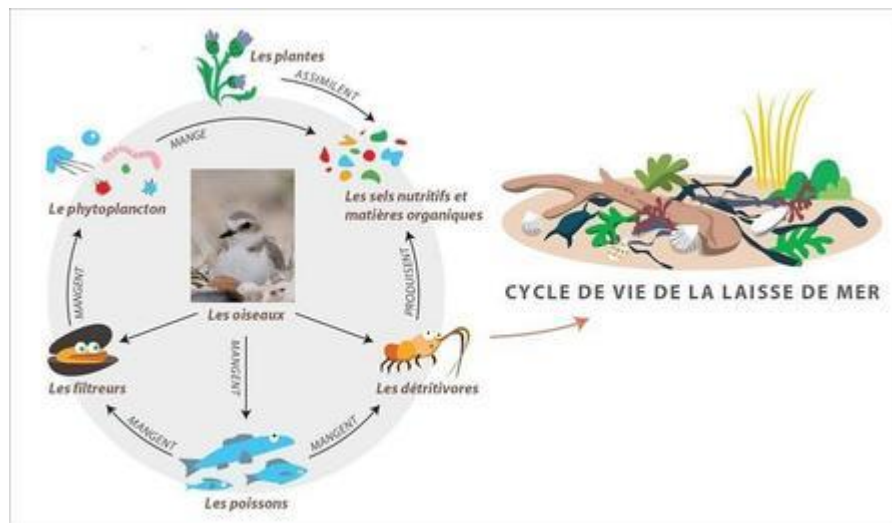 Les plantes
ASSIMILENT
MANGE
Le phytoplancton
Les sels nutritifs et
matières organiques
MANGENT
PRODUISENT
CYCLE DE VIE DE LA LAISSE DE MER
Les oiseaux
MANGENT
Les filtreurs
Les détritivores
MANGENT
MANGENT
Les poissons